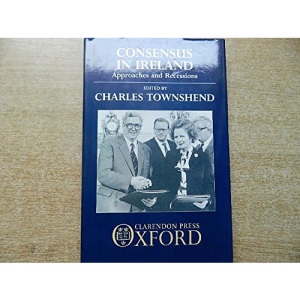 CONSENSUS
IN IRELAND
Approaches and Recessions
EDITED BY
CHARLES TOWNSHEND
CLARENDON PRESS
OXFORD